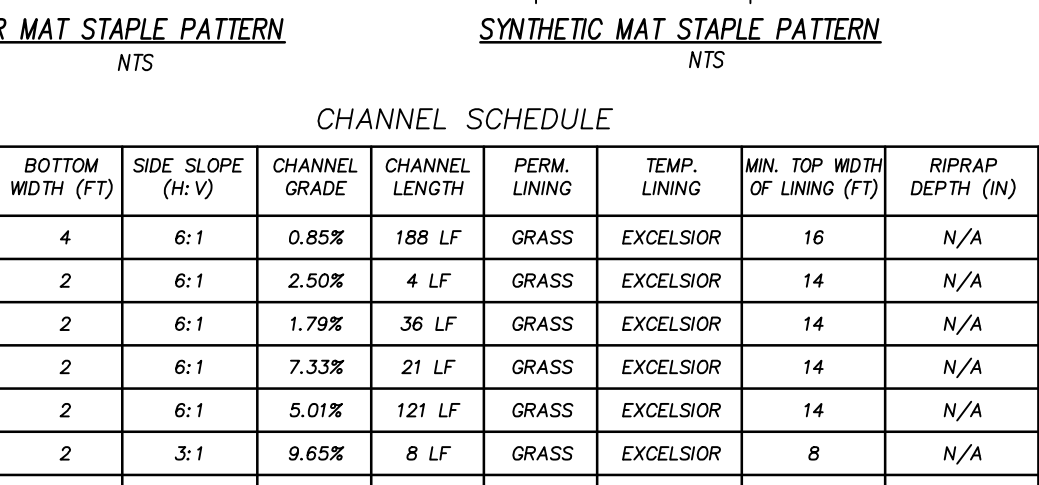 R MAT STAPLE PATTERN
NTS
SYNTHETIC MAT STAPLE PATTERN
NTS
CHANNEL SCHEDULE
BOTTOM WIDTH (FT) SIDE SLOPE (H:V) CHANNEL GRADE CHANNEL LENGTH PERM. LINING TEMP. LINING MIN. TOP WIDTH OF LINING (FT) RIPRAP DEPTH (IN)
4 6:1 0.85% 188 LF GRASS EXCELSIOR 16 N/A
2 6:1 2.50% 4 LF GRASS EXCELSIOR 14 N/A
2 6:1 1.79% 36 LF GRASS EXCELSIOR 14 N/A
2 6:1 7.33% 21 LF GRASS EXCELSIOR 14 N/A
2 6:1 5.01% 121 LF GRASS EXCELSIOR 14 N/A
2 3:1 9.65% 8 LF GRASS EXCELSIOR 8 N/A